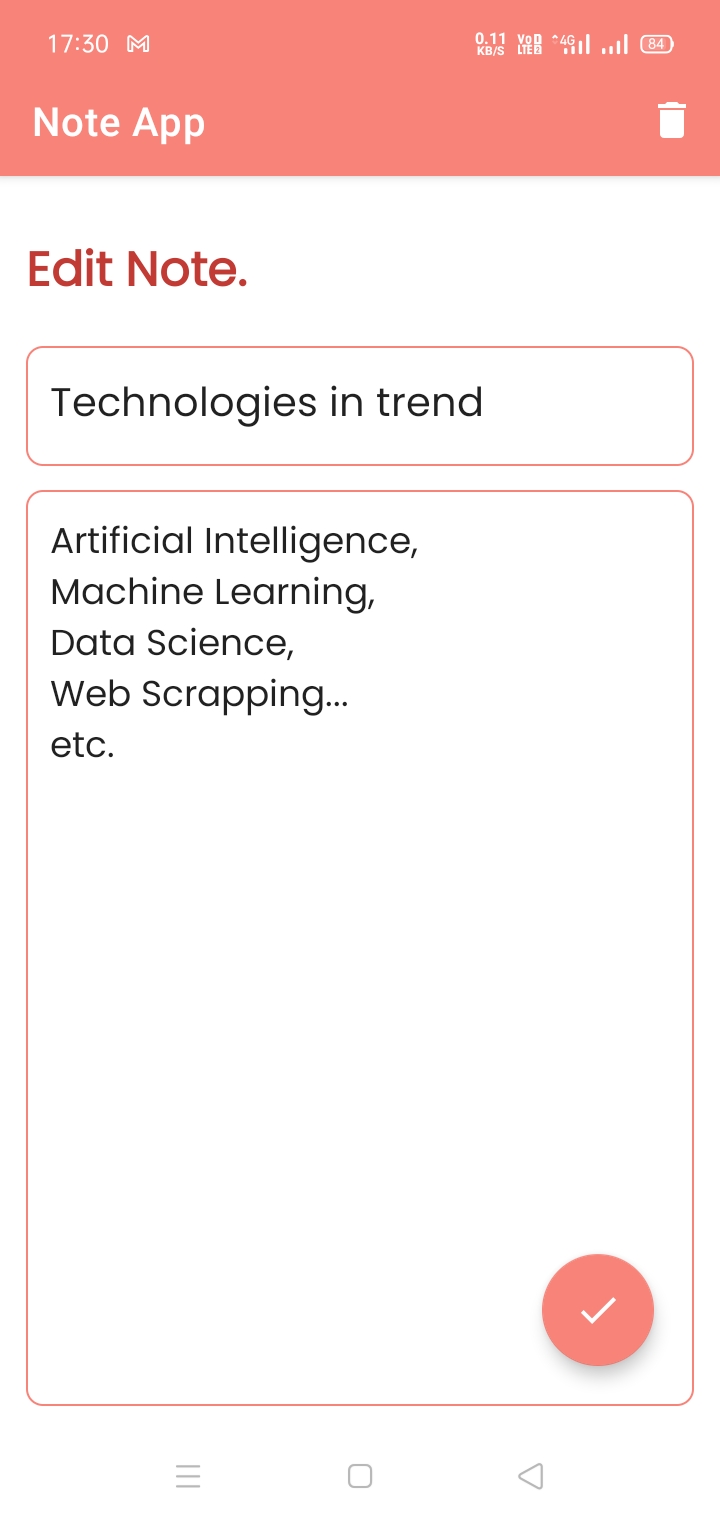 17:30
0.11 KB/S
VoD LTE2
4G
84
Note App
Edit Note.
Technologies in trend
Artificial Intelligence,
Machine Learning,
Data Science,
Web Scrapping...
etc.